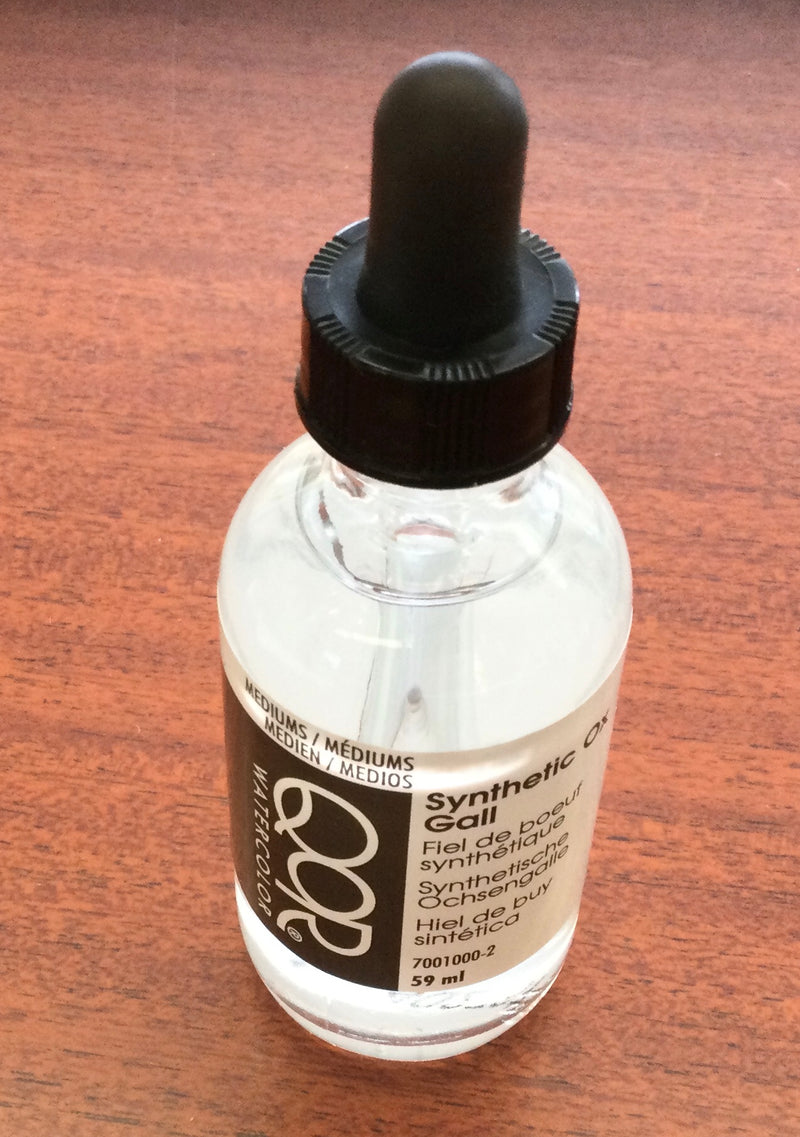 MEDIUMS / MÉDIUMS
MEDIEN / MEDIOS
QOR®
WATERCOLOR
Synthetic Ox
Gall
Fiel de boeuf
synthétique
Synthetische
Ochsengalle
Hiel de buy
sintética
7001000-2
59 ml